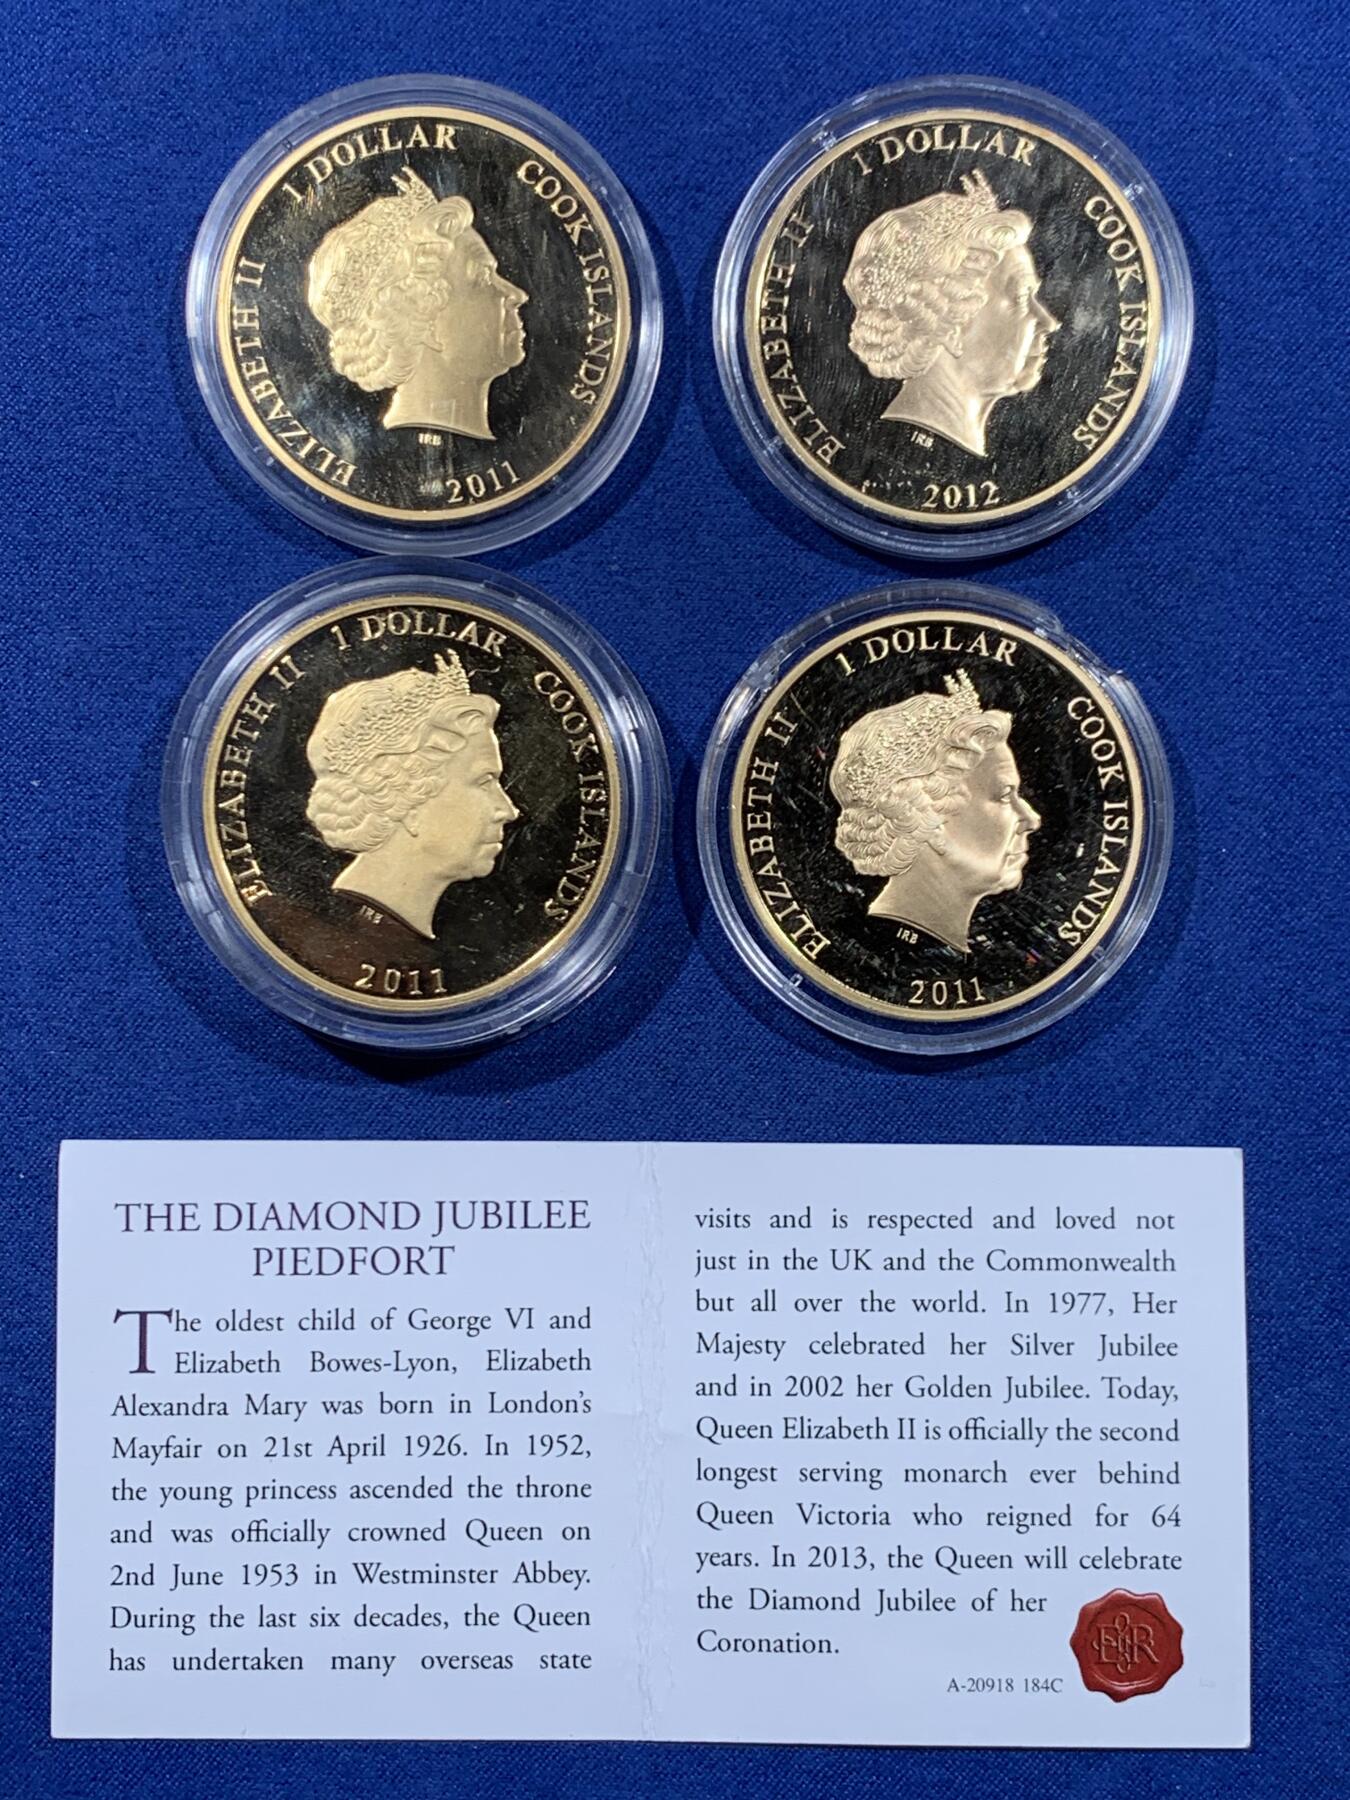 ELIZABETH II 1 DOLLAR COOK ISLANDS
IRB
2011
ELIZABETH II 1 DOLLAR COOK ISLANDS
IRB
2012
ELIZABETH II 1 DOLLAR COOK ISLANDS
IRB
2011
ELIZABETH II 1 DOLLAR COOK ISLANDS
IRB
2011
THE DIAMOND JUBILEE
PIEDFORT
The oldest child of George VI and
Elizabeth Bowes-Lyon, Elizabeth
Alexandra Mary was born in London's
Mayfair on 21st April 1926. In 1952,
the young princess ascended the throne
and was officially crowned Queen on
2nd June 1953 in Westminster Abbey.
During the last six decades, the Queen
has undertaken many overseas state
visits and is respected and loved not
just in the UK and the Commonwealth
but all over the world. In 1977, Her
Majesty celebrated her Silver Jubilee
and in 2002 her Golden Jubilee. Today,
Queen Elizabeth II is officially the second
longest serving monarch ever behind
Queen Victoria who reigned for 64
years. In 2013, the Queen will celebrate
the Diamond Jubilee of her
Coronation.
A-20918 184C
EIIR